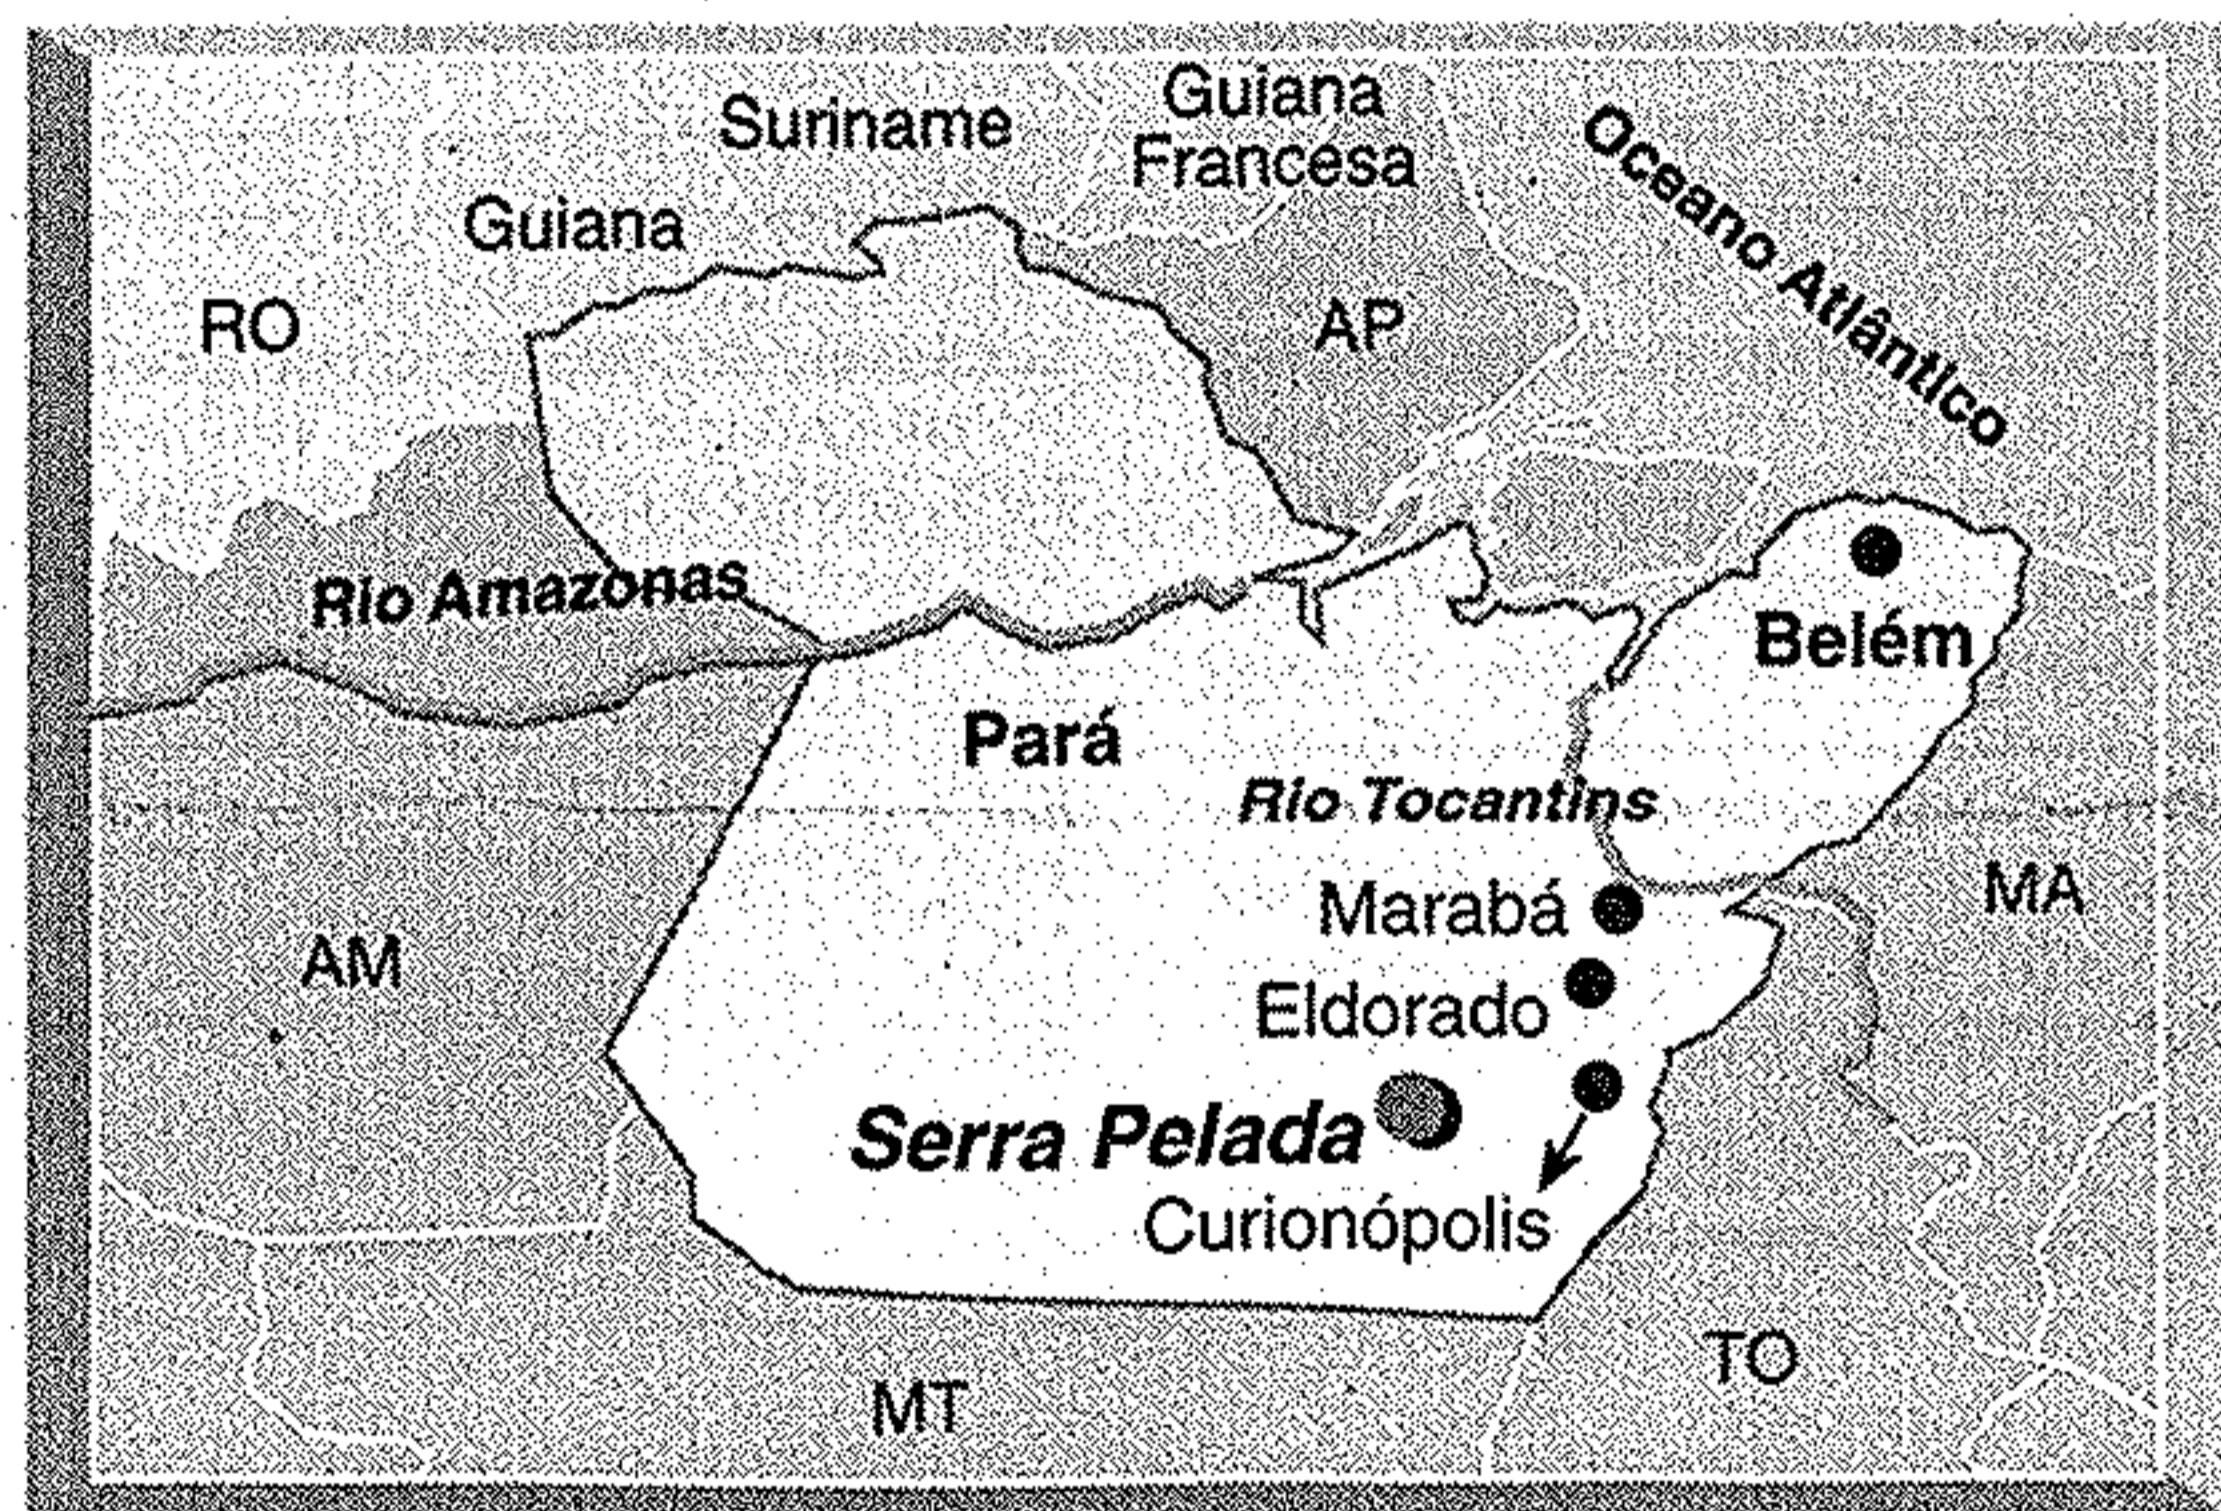 Guiana
Francesa
Suriname
Oceano Atlântico
Guiana
RO
AP
Rio Amazonas
Belém
Pará
Rio Tocantins
Marabá
MA
AM
Eldorado
Serra Pelada
Curionópolis
TO
MT